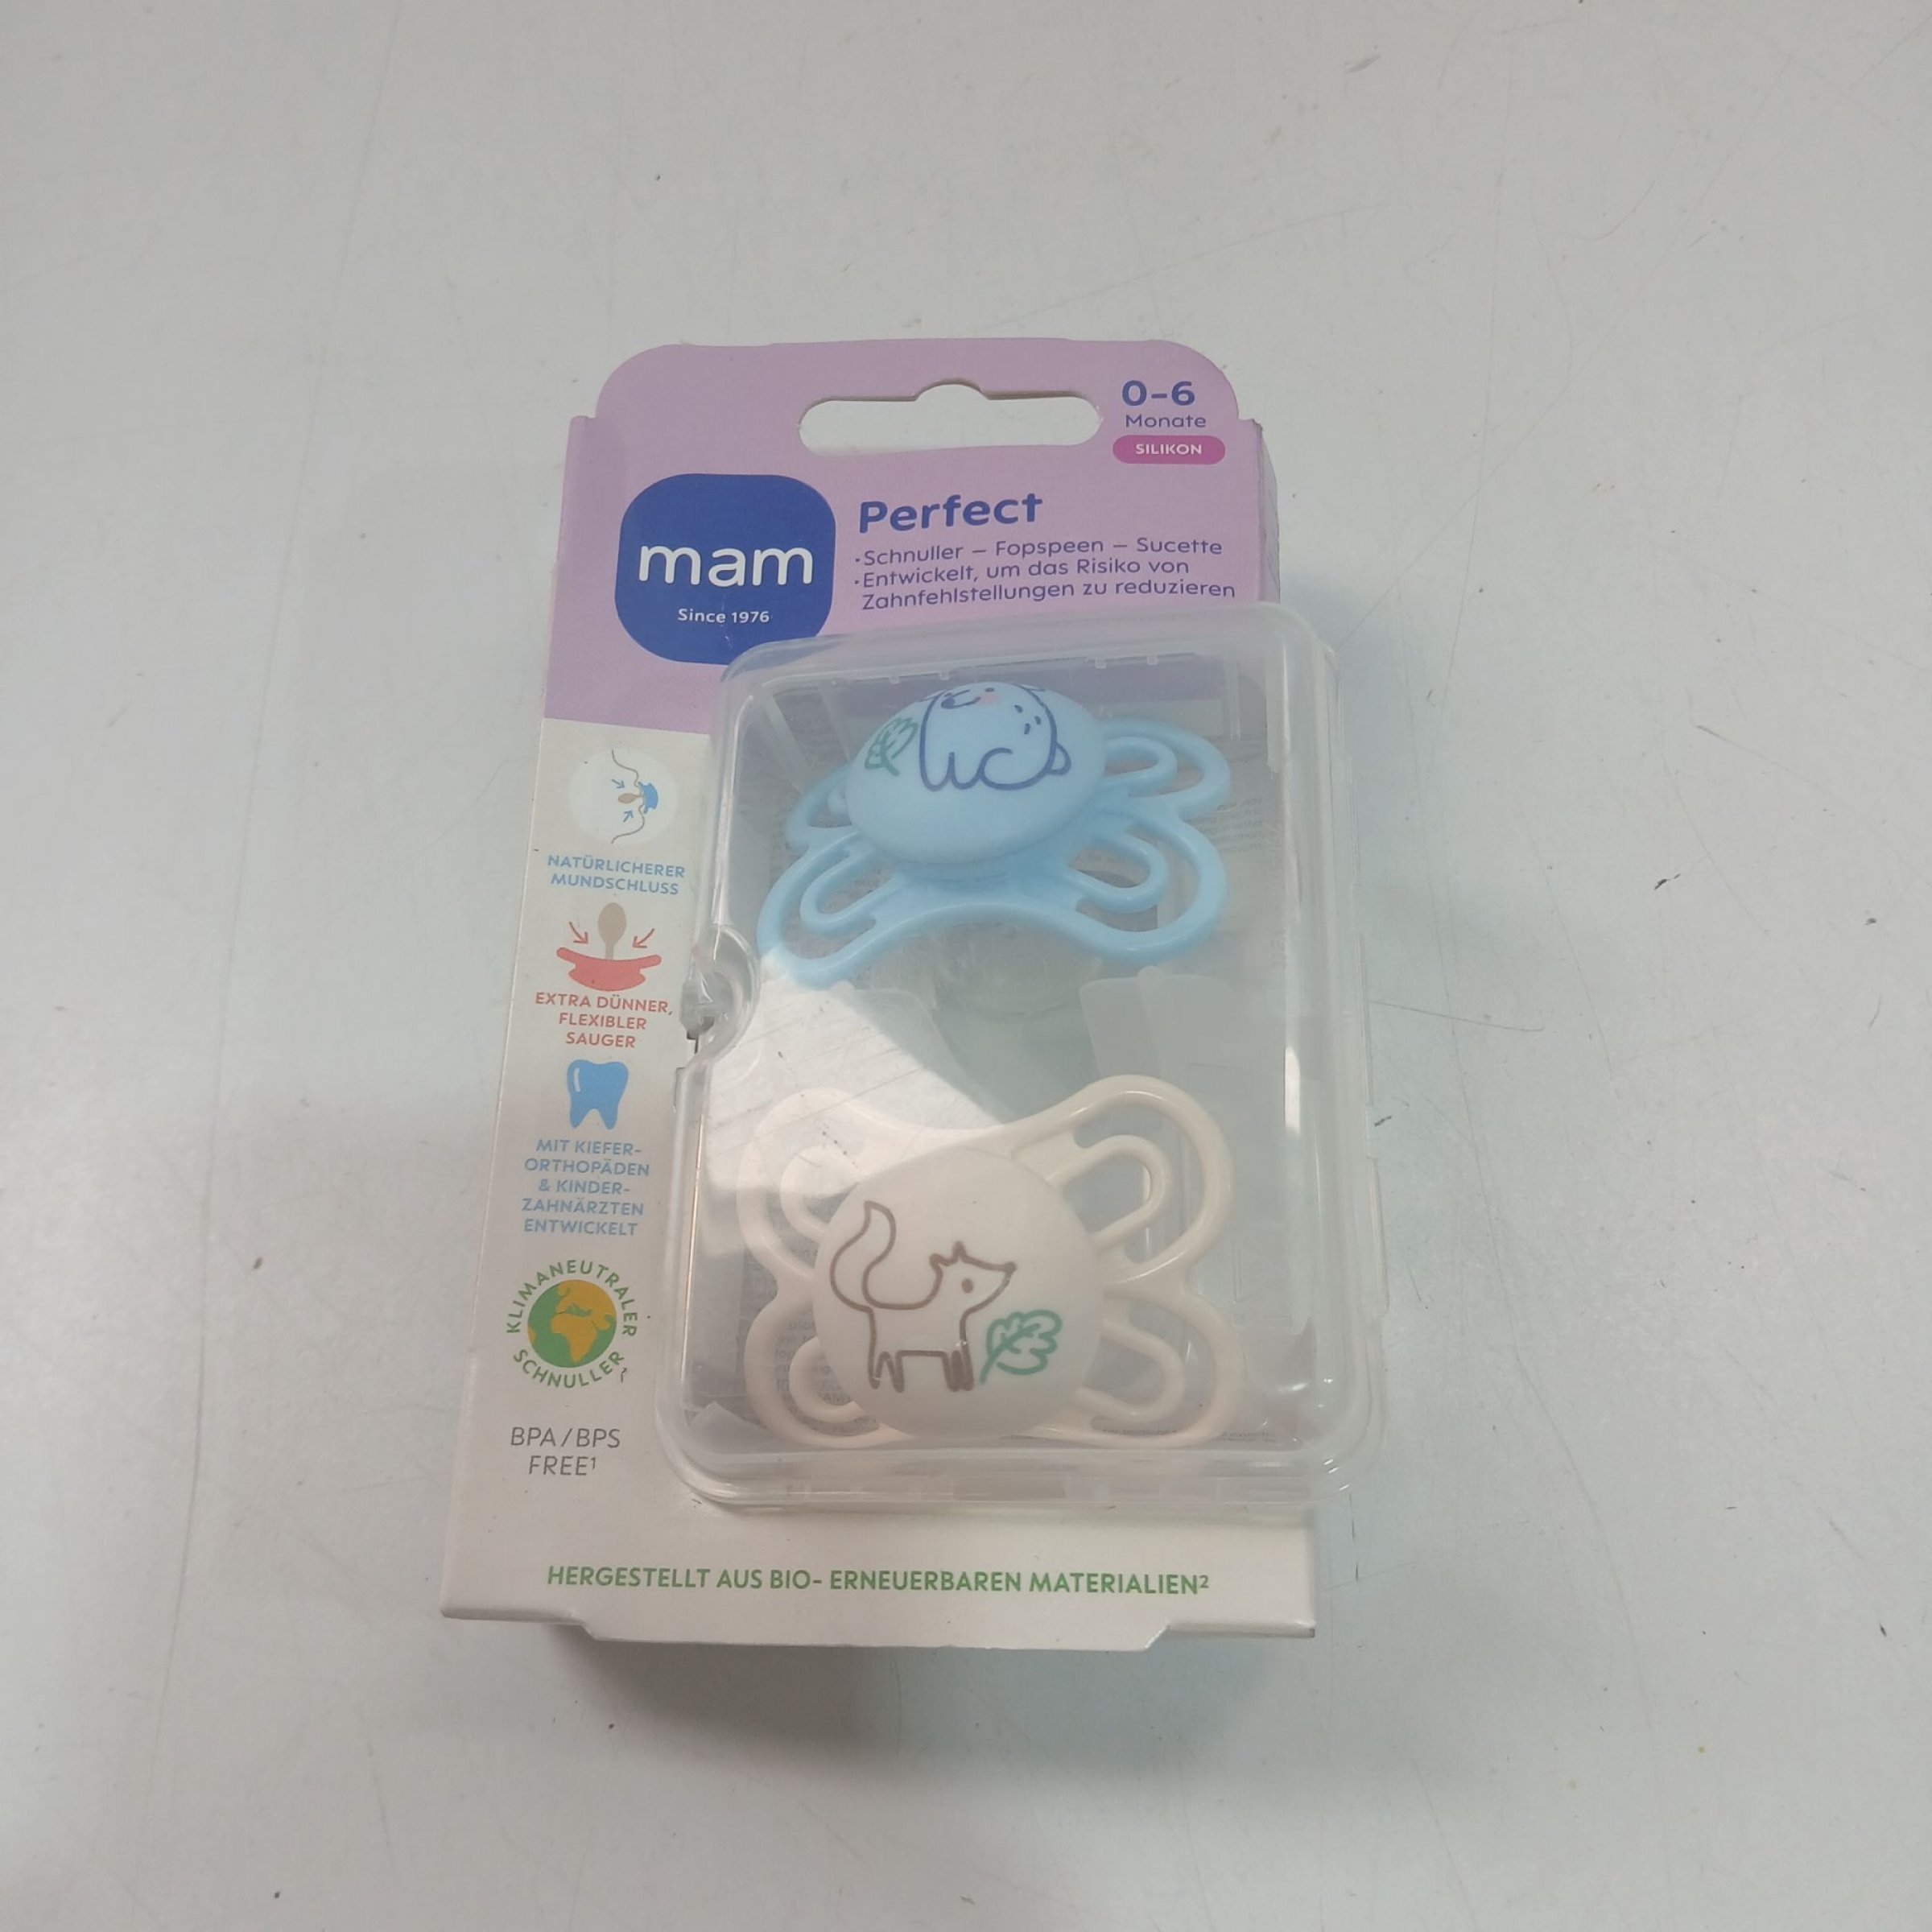 0-6
Monate
SILIKON
mam
Since 1976
Perfect
·Schnuller – Fopspeen – Sucette
·Entwickelt, um das Risiko von
Zahnfehlstellungen zu reduzieren
NATÜRLICHERER
MUNDSCHLUSS
EXTRA DÜNNER,
FLEXIBLER
SAUGER
MIT KIEFER-
ORTHOPÄDEN
& KINDER-
ZAHNÄRZTEN
ENTWICKELT
KLIMANEUTRALER
SCHNULLER¹
BPA/BPS
FREE¹
HERGESTELLT AUS BIO- ERNEUERBAREN MATERIALIEN²